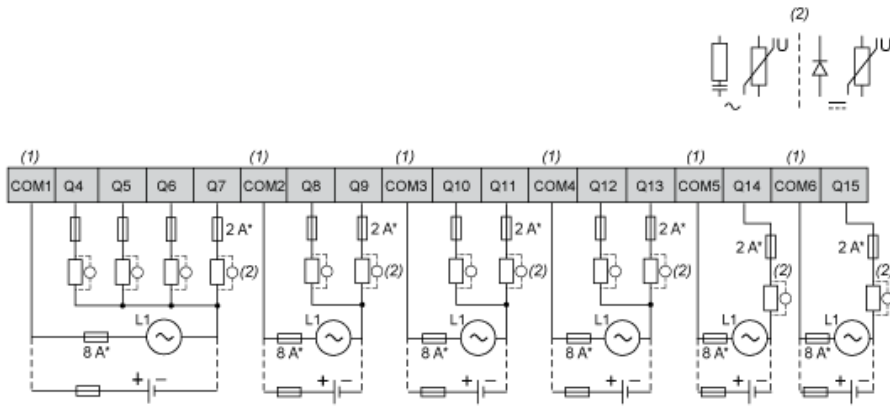 (2)
U U
(1) (1) (1) (1) (1) (1)
COM1 Q4 Q5 Q6 Q7 COM2 Q8 Q9 COM3 Q10 Q11 COM4 Q12 Q13 COM5 Q14 COM6 Q15
2 A* 2 A* 2 A* 2 A* 2 A* 2 A*
(2) (2) (2) (2) (2) (2)
L1 L1 L1 L1 L1 L1
8 A* 8 A* 8 A* 8 A* 8 A* 8 A*
+ − + − + − + − + − + −